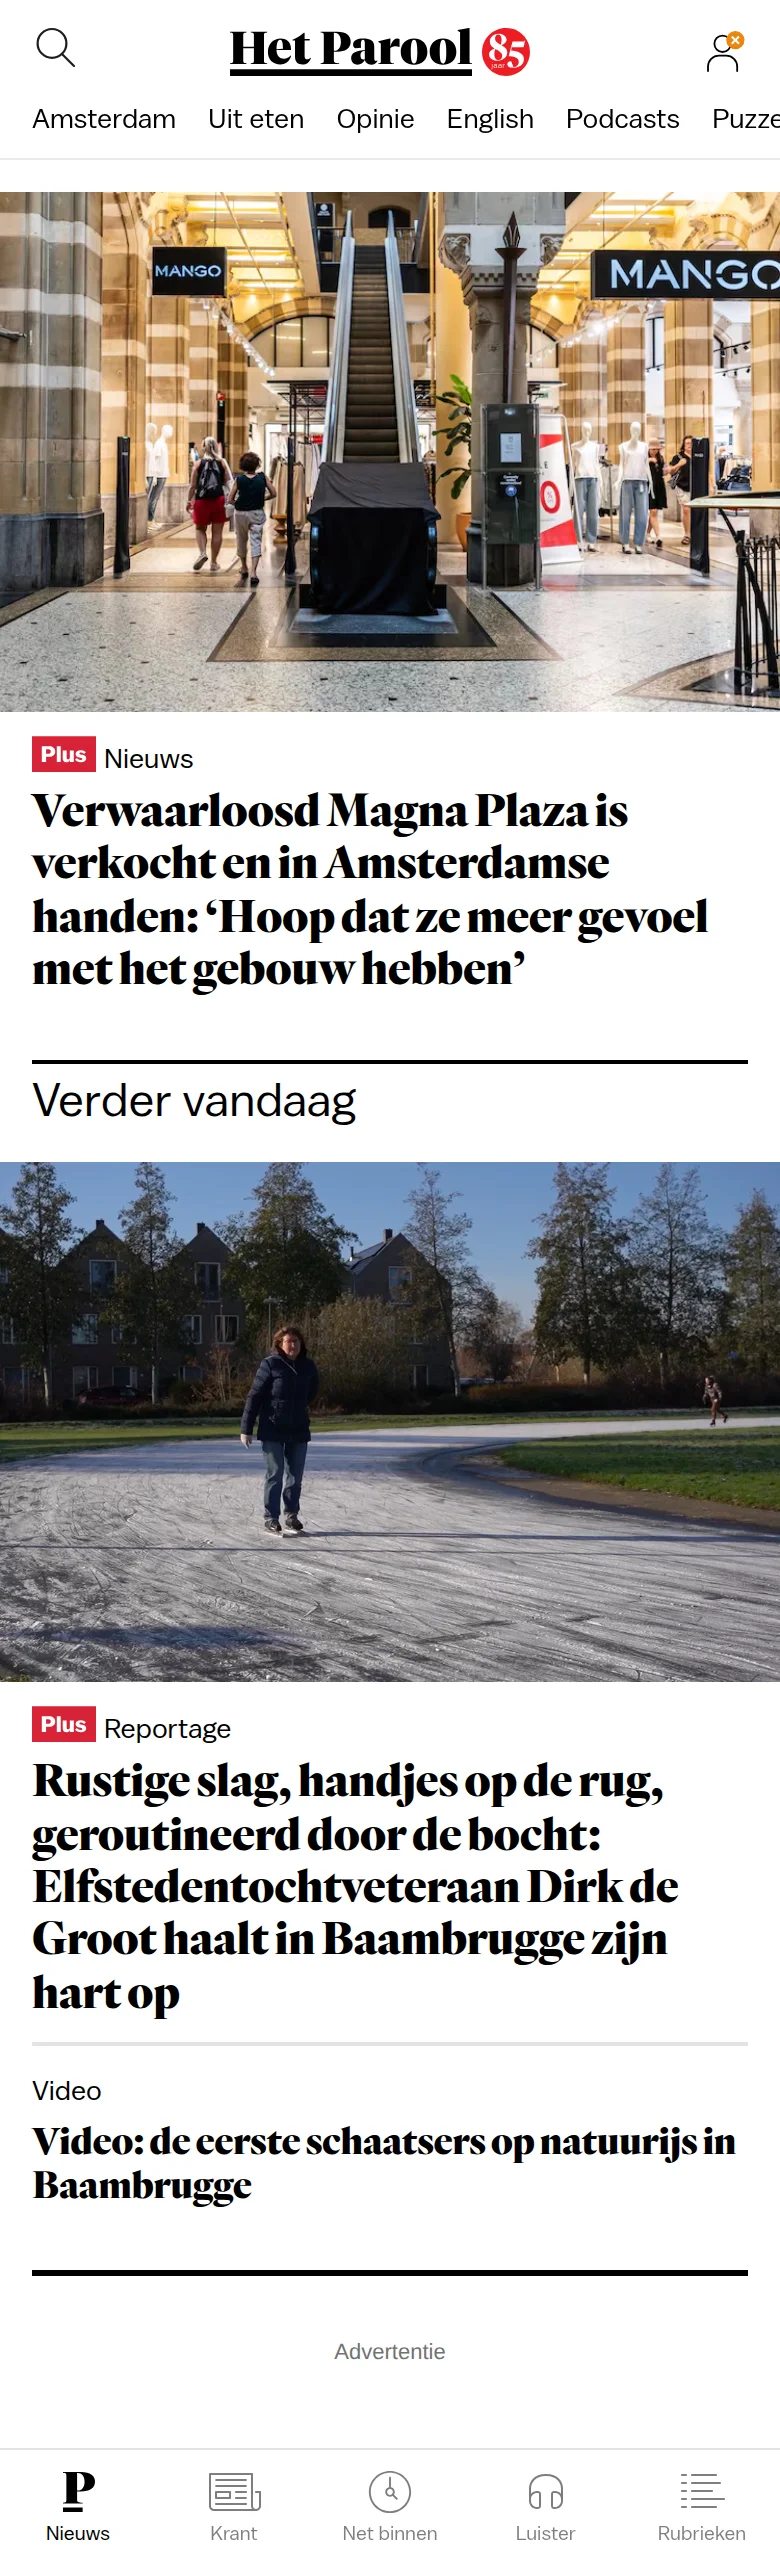 Het Parool 85 jaar
Amsterdam Uit eten Opinie English Podcasts Puzze
MANGO
MANGO
Plus Nieuws
Verwaarloosd Magna Plaza is
verkocht en in Amsterdamse
handen: ‘Hoop dat ze meer gevoel
met het gebouw hebben’
Verder vandaag
Plus Reportage
Rustige slag, handjes op de rug,
geroutineerd door de bocht:
Elfstedentochtveteraan Dirk de
Groot haalt in Baambrugge zijn
hart op
Video
Video: de eerste schaatsers op natuurijs in
Baambrugge
Advertentie
Nieuws Krant Net binnen Luister Rubrieken